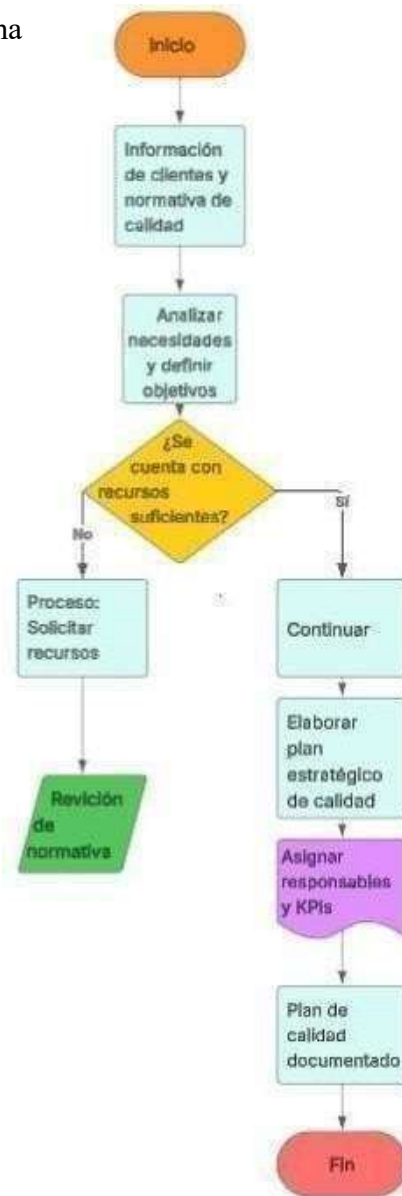 na
Inicio
Información
de clientes y
normativa de
calidad
Analizar
necesidades
y definir
objetivos
¿Se
cuenta con
recursos
suficientes?
No
Sí
Proceso:
Solicitar
recursos
Continuar
Elaborar
plan
estratégico
de calidad
Revición
de
normativa
Asignar
responsables
y KPIs
Plan de
calidad
documentado
Fin